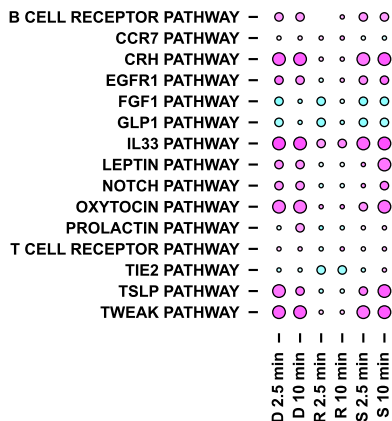 B CELL RECEPTOR PATHWAY
CCR7 PATHWAY
CRH PATHWAY
EGFR1 PATHWAY
FGF1 PATHWAY
GLP1 PATHWAY
IL33 PATHWAY
LEPTIN PATHWAY
NOTCH PATHWAY
OXYTOCIN PATHWAY
PROLACTIN PATHWAY
T CELL RECEPTOR PATHWAY
TIE2 PATHWAY
TSLP PATHWAY
TWEAK PATHWAY
D 2.5 min
D 10 min
R 2.5 min
R 10 min
S 2.5 min
S 10 min